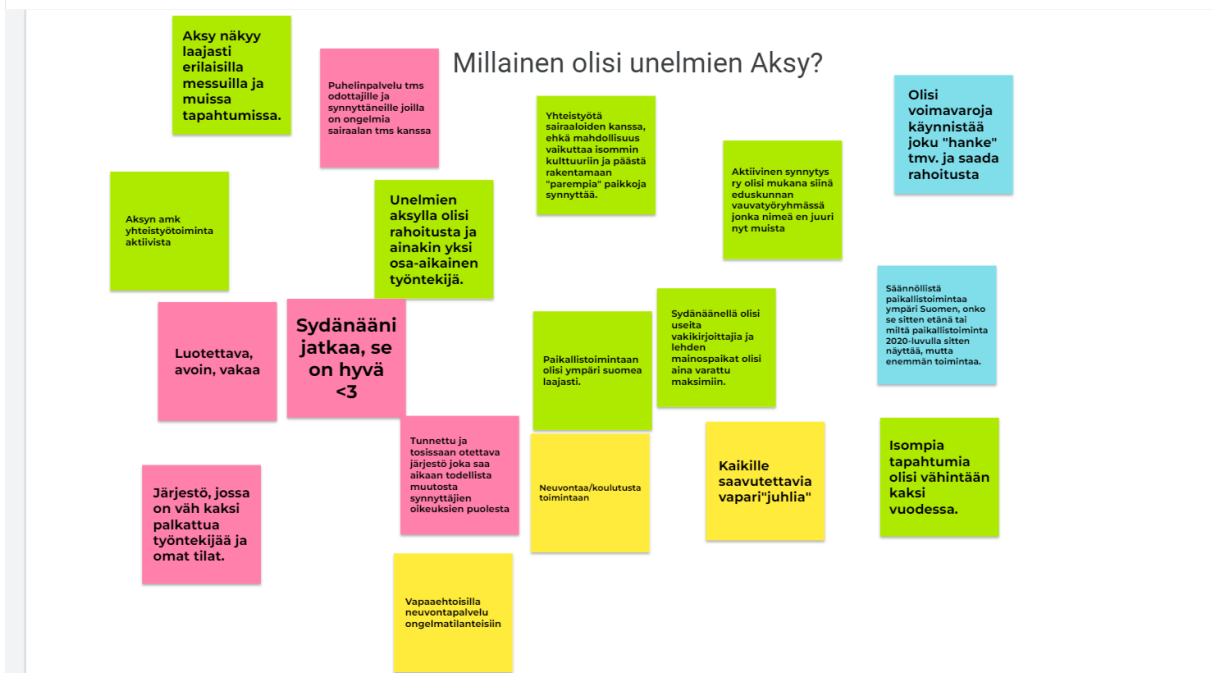 Millainen olisi unelmien Aksy?
Aksy näkyy
laajasti
erilaisilla
messuilla ja
muissa
tapahtumissa.
Puhelinpalvelu tms
odottajille ja
synnyttäneille joilla
on ongelmia
sairaalan tms kanssa
Yhteistyötä
sairaaloiden kanssa,
ehkä mahdollisuus
vaikuttaa isommin
kulttuuriin ja päästä
rakentamaan
"parempia" paikkoja
synnyttää.
Aktiivinen synnytys
ry olisi mukana siinä
eduskunnan
vauvatyöryhmässä
jonka nimeä en juuri
nyt muista
Olisi
voimavaroja
käynnistää
joku "hanke"
tmv. ja saada
rahoitusta
Aksyn amk
yhteistyötoiminta
aktiivista
Unelmien
aksylla olisi
rahoitusta ja
ainakin yksi
osa-aikainen
työntekijä.
Luotettava,
avoin, vakaa
Sydänääni
jatkaa, se
on hyvä
<3
Paikallistoimintaan
olisi ympäri suomea
laajasti.
Sydänäänellä olisi
useita
vakikirjoittajia ja
lehden
mainospaikat olisi
aina varattu
maksimiin.
Säännöllistä
paikallistoimintaa
ympäri Suomen, onko
se sitten etänä tai
miltä paikallistoiminta
2020-luvulla sitten
näyttää, mutta
enemmän toimintaa.
Järjestö, jossa
on väh kaksi
palkattua
työntekijää ja
omat tilat.
Tunnettu ja
tosissaan otettava
järjestö joka saa
aikaan todellista
muutosta
synnyttäjien
oikeuksien puolesta
Neuvontaa/koulutusta
toimintaan
Kaikille
saavutettavia
vapari"juhlia"
Isompia
tapahtumia
olisi vähintään
kaksi
vuodessa.
Vapaaehtoisilla
neuvontapalvelu
ongelmatilanteisiin